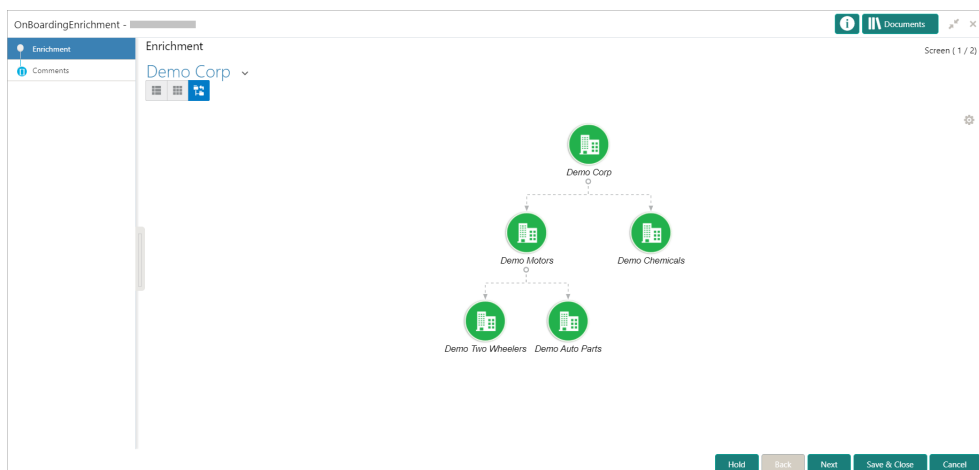 OnBoardingEnrichment -
Documents
Enrichment
Comments
Enrichment
Screen ( 1 / 2)
Demo Corp
Demo Corp
Demo Motors
Demo Chemicals
Demo Two Wheelers
Demo Auto Parts
Hold
Back
Next
Save & Close
Cancel